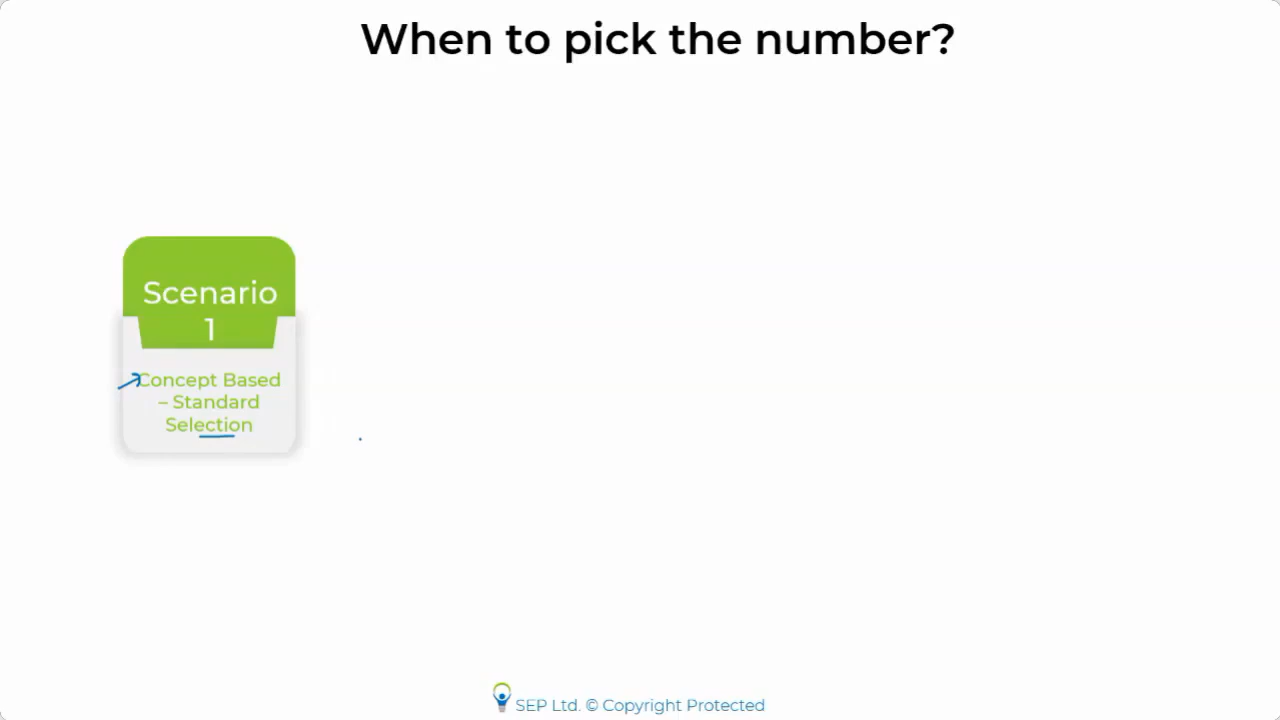 When to pick the number?
Scenario
1
Concept Based
– Standard
Selection
SEP Ltd. © Copyright Protected